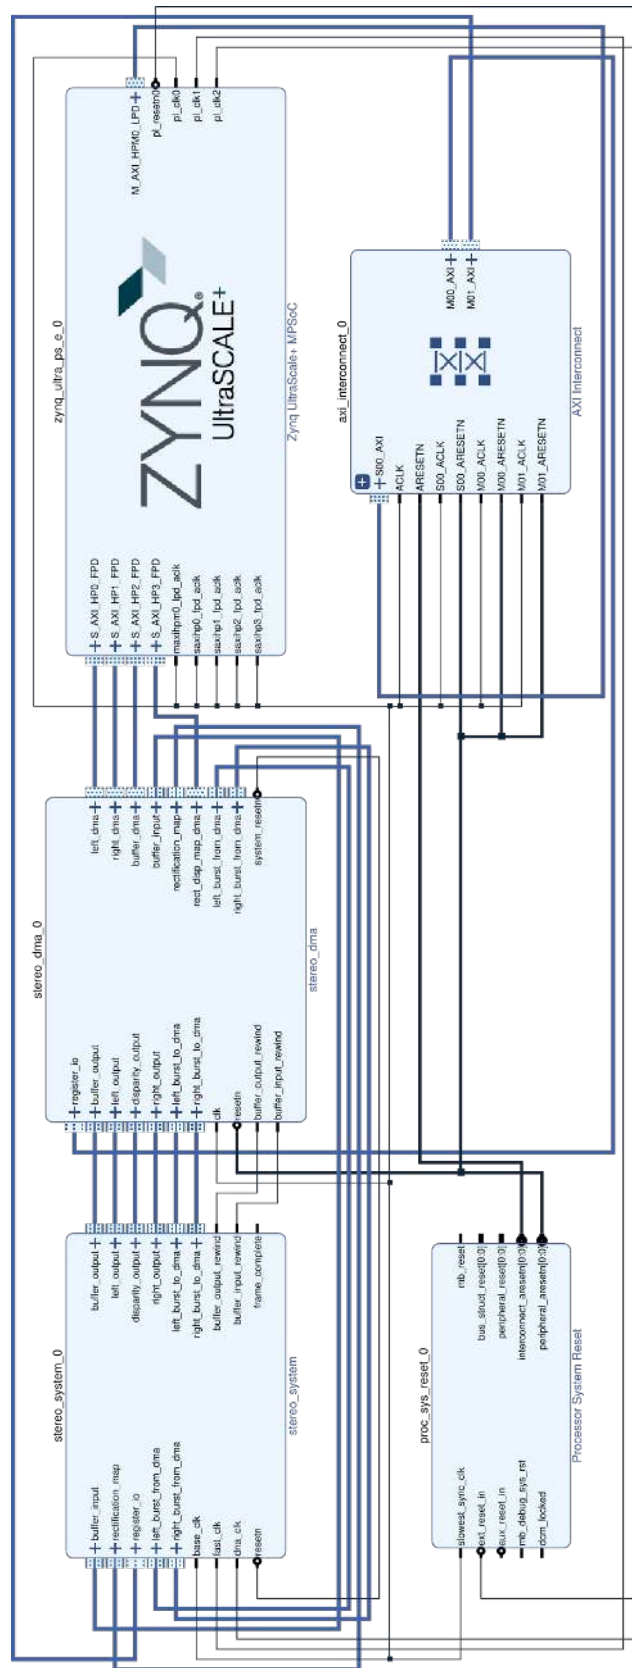 stereo_system_0
buffer_input
rectification_map
register_io
left_burst_from_dma
right_burst_from_dma
base_clk
fast_clk
dma_clk
resetn
buffer_output
left_output
disparity_output
right_output
left_burst_to_dma
right_burst_to_dma
buffer_output_rewind
buffer_input_rewind
frame_complete
stereo_system
stereo_dma_0
register_io
buffer_output
left_output
disparity_output
right_output
left_burst_to_dma
right_burst_to_dma
clk
resetn
buffer_output_rewind
buffer_input_rewind
left_dma
right_dma
buffer_dma
buffer_input
rectification_map
rect_disp_map_dma
left_burst_from_dma
right_burst_from_dma
system_resetn
stereo_dma
zynq_ultra_ps_e_0
S_AXI_HP0_FPD
S_AXI_HP1_FPD
S_AXI_HP2_FPD
S_AXI_HP3_FPD
maxihpm0_lpd_aclk
saxihp0_fpd_aclk
saxihp1_fpd_aclk
saxihp2_fpd_aclk
saxihp3_fpd_aclk
ZYNQ®
UltraSCALE+
M_AXI_HPM0_LPD
pl_resetn0
pl_clk0
pl_clk1
pl_clk2
Zynq UltraScale+ MPSoC
proc_sys_reset_0
slowest_sync_clk
ext_reset_in
aux_reset_in
mb_debug_sys_rst
dcm_locked
mb_reset
bus_struct_reset[0:0]
peripheral_reset[0:0]
interconnect_aresetn[0:0]
peripheral_aresetn[0:0]
Processor System Reset
axi_interconnect_0
S00_AXI
ACLK
ARESETN
S00_ACLK
S00_ARESETN
M00_ACLK
M00_ARESETN
M01_ACLK
M01_ARESETN
M00_AXI
M01_AXI
AXI Interconnect